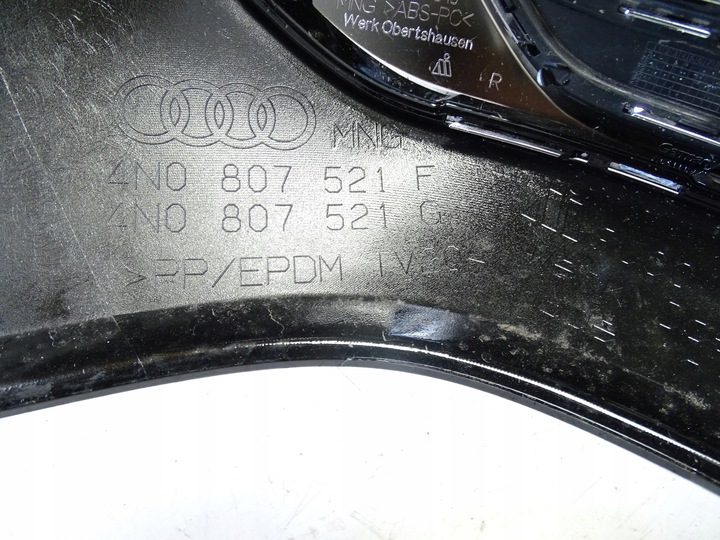 MNG >ABS-PC<
Werk Obertshausen
R
MNG
4N0 807 521 F
4N0 807 521 G
>PP/EPDM